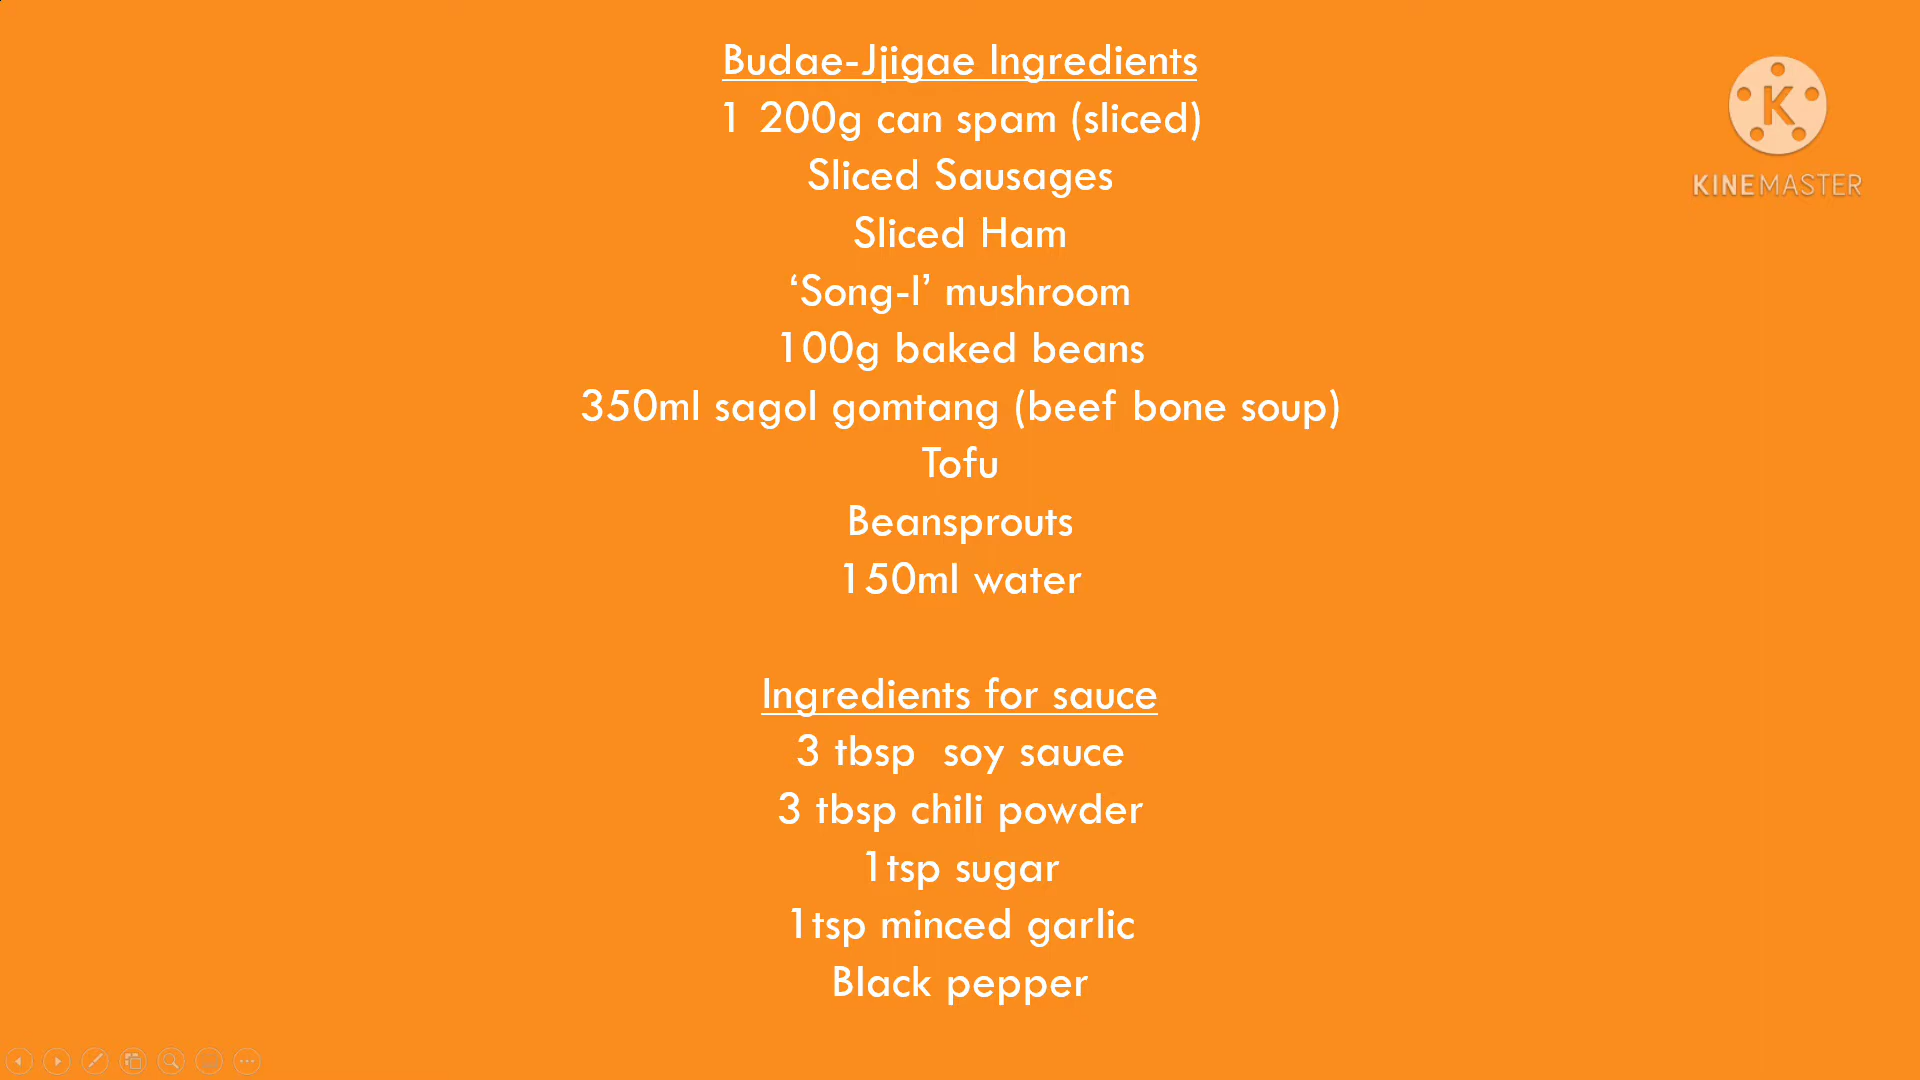 Budae-Jjigae Ingredients
1 200g can spam (sliced)
Sliced Sausages
Sliced Ham
‘Song-I’ mushroom
100g baked beans
350ml sagol gomtang (beef bone soup)
Tofu
Beansprouts
150ml water
Ingredients for sauce
3 tbsp  soy sauce
3 tbsp chili powder
1tsp sugar
1tsp minced garlic
Black pepper
K
KINEMASTER